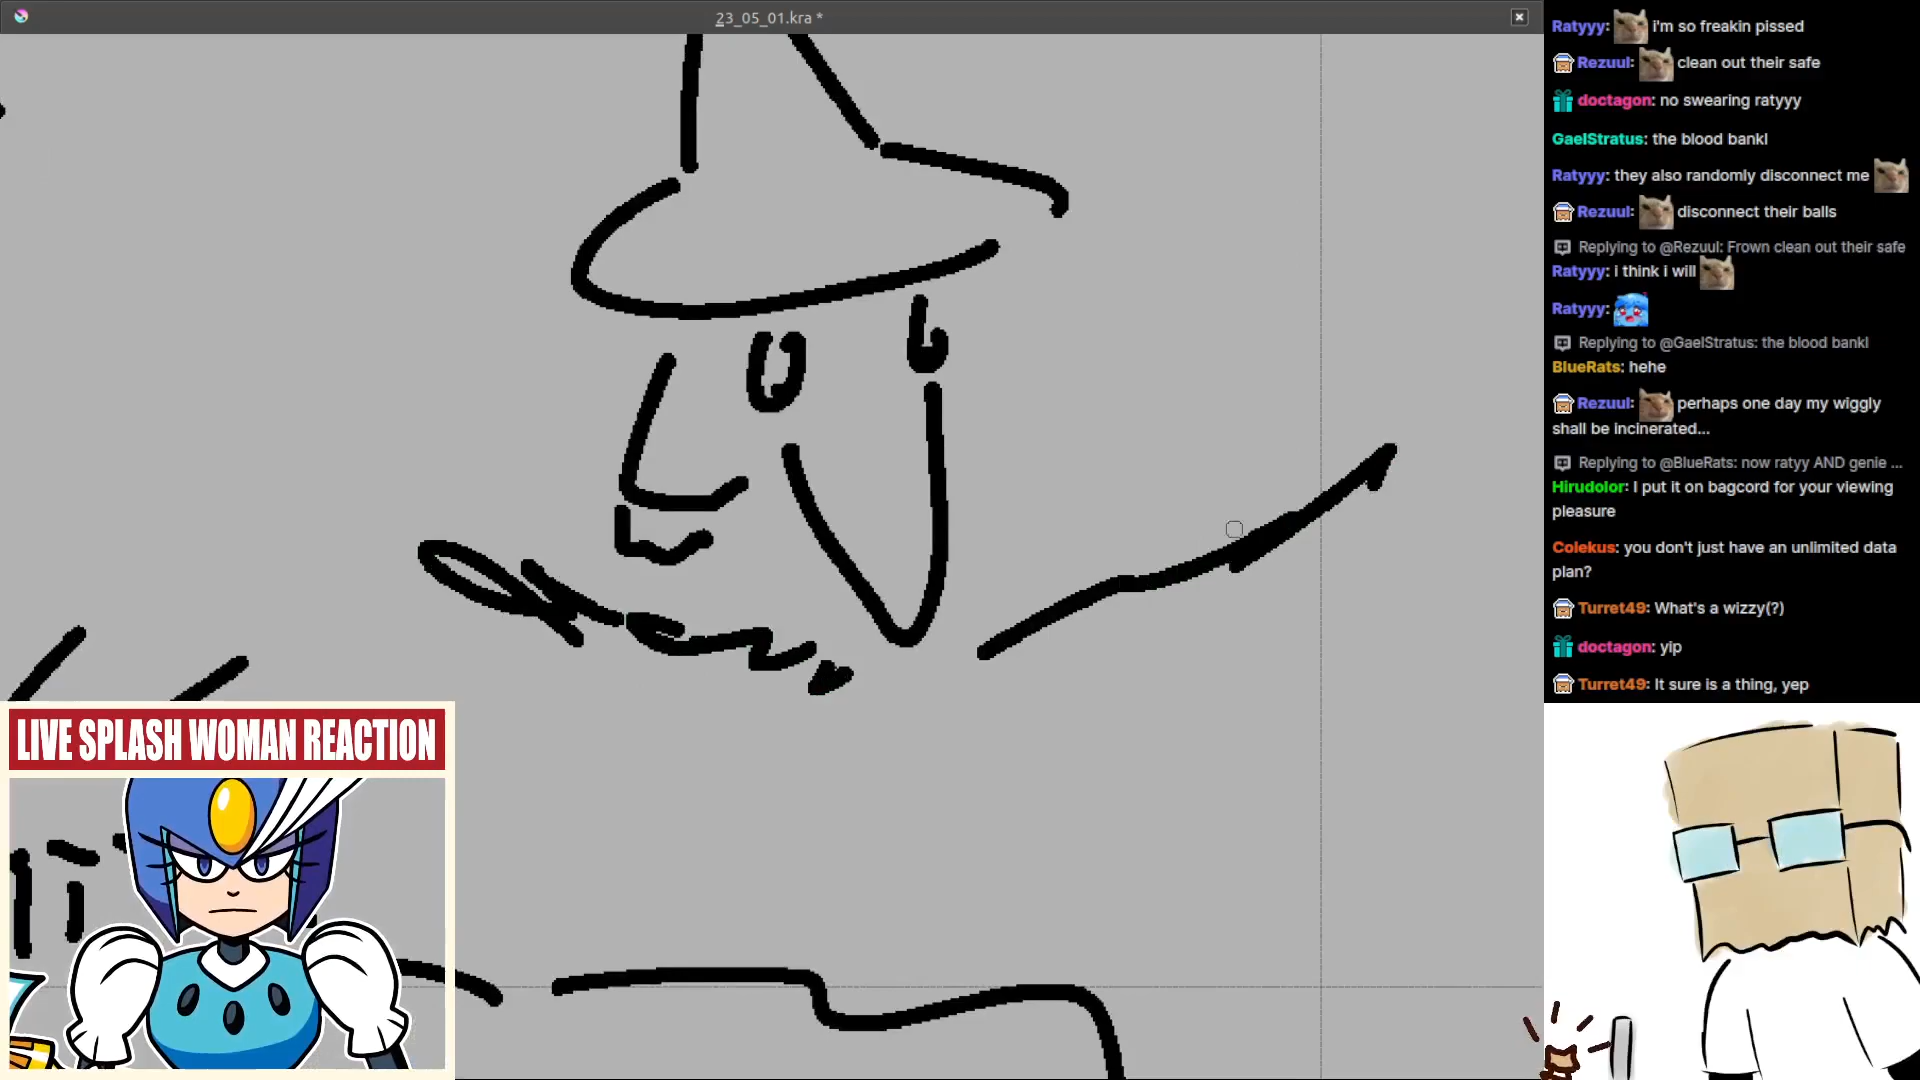 23_05_01.kra *
Ratyyy: i'm so freakin pissed
Rezuul: clean out their safe
doctagon: no swearing ratyyy
GaelStratus: the blood bankl
Ratyyy: they also randomly disconnect me
Rezuul: disconnect their balls
Replying to @Rezuul: Frown clean out their safe
Ratyyy: i think i will
Ratyyy:
Replying to @GaelStratus: the blood bankl
BlueRats: hehe
Rezuul: perhaps one day my wiggly
shall be incinerated...
Replying to @BlueRats: now ratyy AND genie ...
Hirudolor: I put it on bagcord for your viewing
pleasure
Colekus: you don't just have an unlimited data
plan?
Turret49: What's a wizzy(?)
doctagon: yip
Turret49: It sure is a thing, yep
LIVE SPLASH WOMAN REACTION